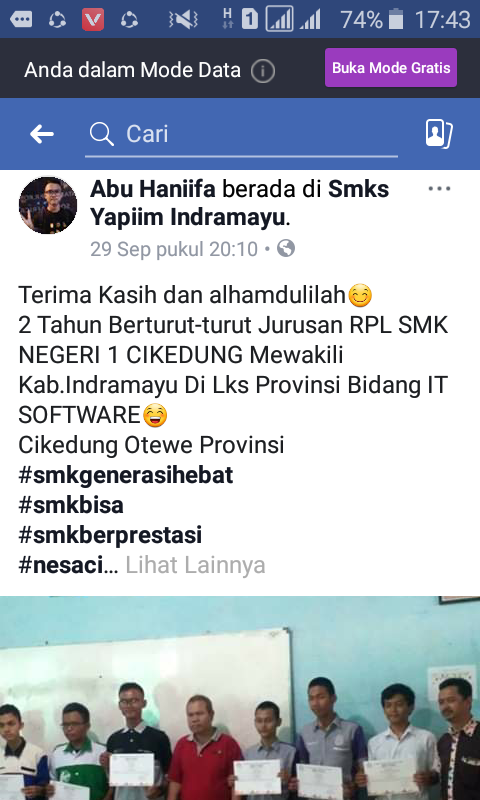 H 1 74% 17:43
Anda dalam Mode Data
Buka Mode Gratis
Cari
Abu Haniifa berada di Smks
Yapiim Indramayu.
29 Sep pukul 20:10 •
Terima Kasih dan alhamdulilah😊
2 Tahun Berturut-turut Jurusan RPL SMK
NEGERI 1 CIKEDUNG Mewakili
Kab.Indramayu Di Lks Provinsi Bidang IT
SOFTWARE😁
Cikedung Otewe Provinsi
#smkgenerasihebat
#smkbisa
#smkberprestasi
#nesaci... Lihat Lainnya